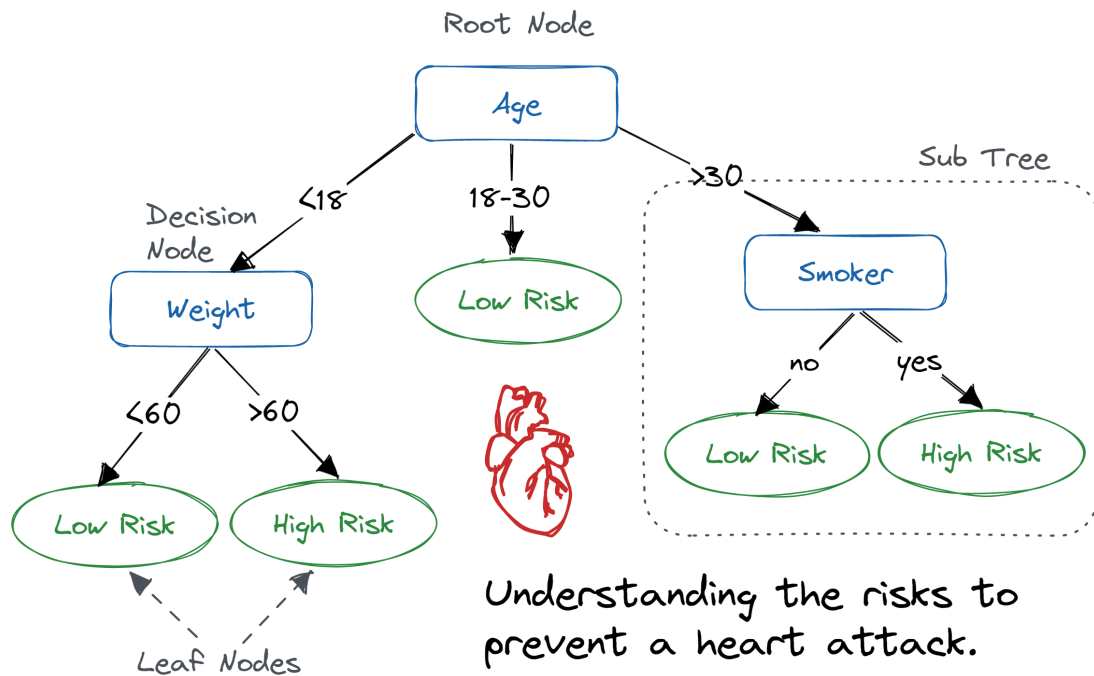 Root Node
Age
Sub Tree
<18
18-30
>30
Decision
Node
Weight
Low Risk
Smoker
<60
>60
no
yes
Low Risk
High Risk
Low Risk
High Risk
Leaf Nodes
Understanding the risks to
prevent a heart attack.